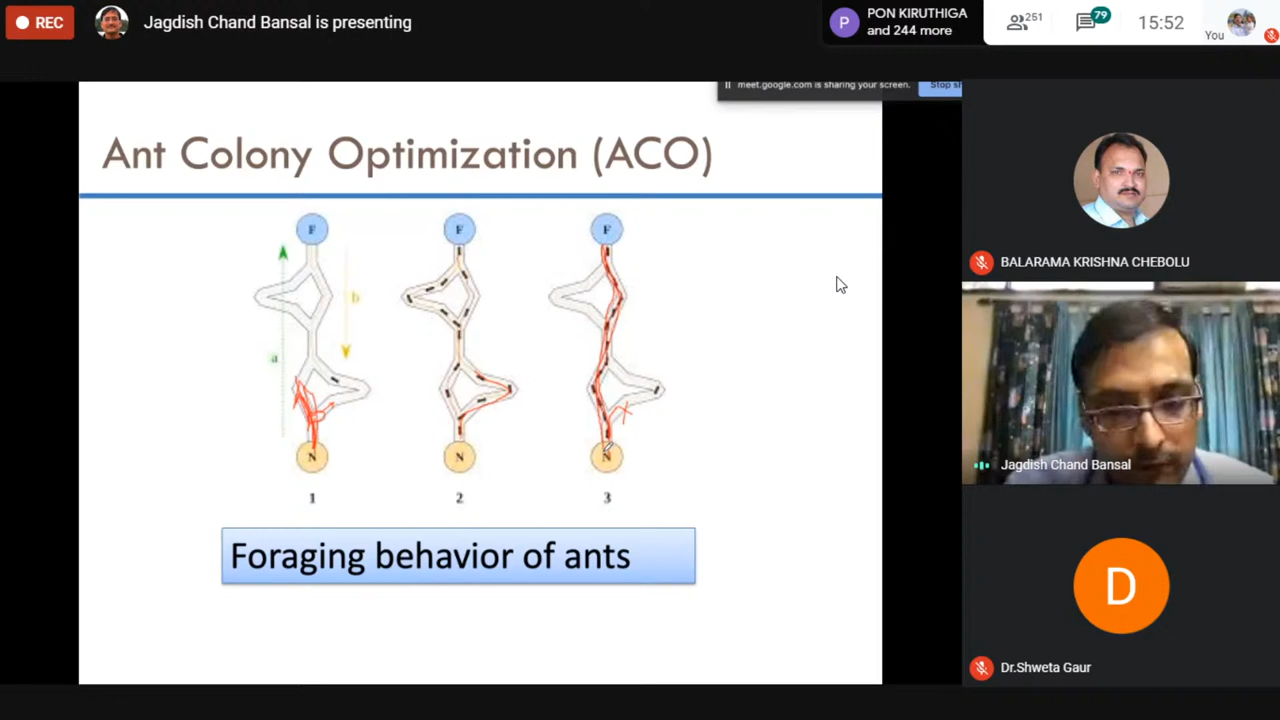 REC
Jagdish Chand Bansal is presenting
P
PON KIRUTHIGA
and 244 more
251
79
15:52
You
meet.google.com is sharing your screen.
Stop sh
Ant Colony Optimization (ACO)
F
F
F
b
a
N
N
N
1
2
3
Foraging behavior of ants
BALARAMA KRISHNA CHEBOLU
Jagdish Chand Bansal
D
Dr.Shweta Gaur